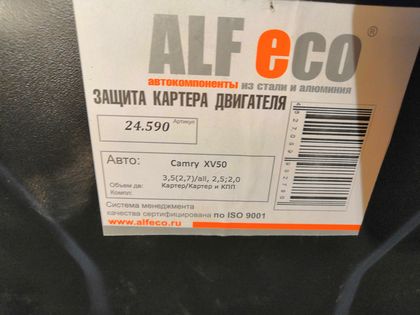 ALF eco®
автокомпоненты из стали и алюминия
ЗАЩИТА КАРТЕРА ДВИГАТЕЛЯ
Артикул
24.590
Авто: Camry XV50
3,5(2,7)/all, 2,5;2,0
Объем дв: Картер/Картер и КПП
Компл:
Система менеджмента
качества сертифицирована по ISO 9001
www.alfeco.ru